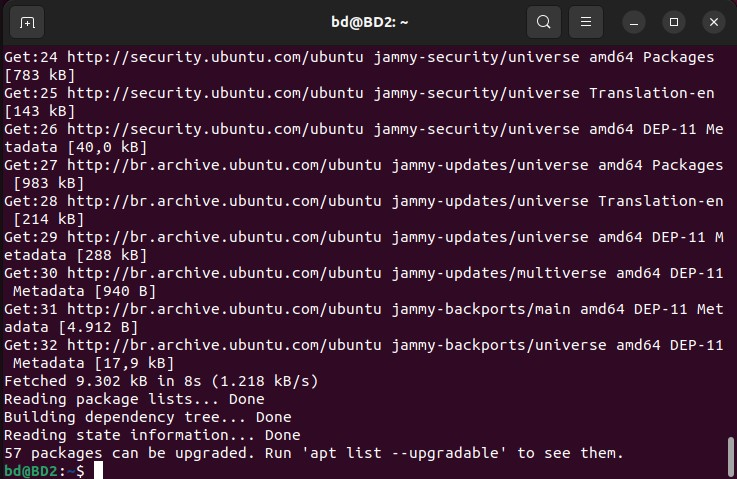 bd@BD2: ~
Get:24 http://security.ubuntu.com/ubuntu jammy-security/universe amd64 Packages
[783 kB]
Get:25 http://security.ubuntu.com/ubuntu jammy-security/universe Translation-en
[143 kB]
Get:26 http://security.ubuntu.com/ubuntu jammy-security/universe amd64 DEP-11 Me
tadata [40,0 kB]
Get:27 http://br.archive.ubuntu.com/ubuntu jammy-updates/universe amd64 Packages
 [983 kB]
Get:28 http://br.archive.ubuntu.com/ubuntu jammy-updates/universe Translation-en
 [214 kB]
Get:29 http://br.archive.ubuntu.com/ubuntu jammy-updates/universe amd64 DEP-11 M
etadata [288 kB]
Get:30 http://br.archive.ubuntu.com/ubuntu jammy-updates/multiverse amd64 DEP-11
 Metadata [940 B]
Get:31 http://br.archive.ubuntu.com/ubuntu jammy-backports/main amd64 DEP-11 Met
adata [4.912 B]
Get:32 http://br.archive.ubuntu.com/ubuntu jammy-backports/universe amd64 DEP-11
 Metadata [17,9 kB]
Fetched 9.302 kB in 8s (1.218 kB/s)
Reading package lists... Done
Building dependency tree... Done
Reading state information... Done
57 packages can be upgraded. Run 'apt list --upgradable' to see them.
bd@BD2:~$